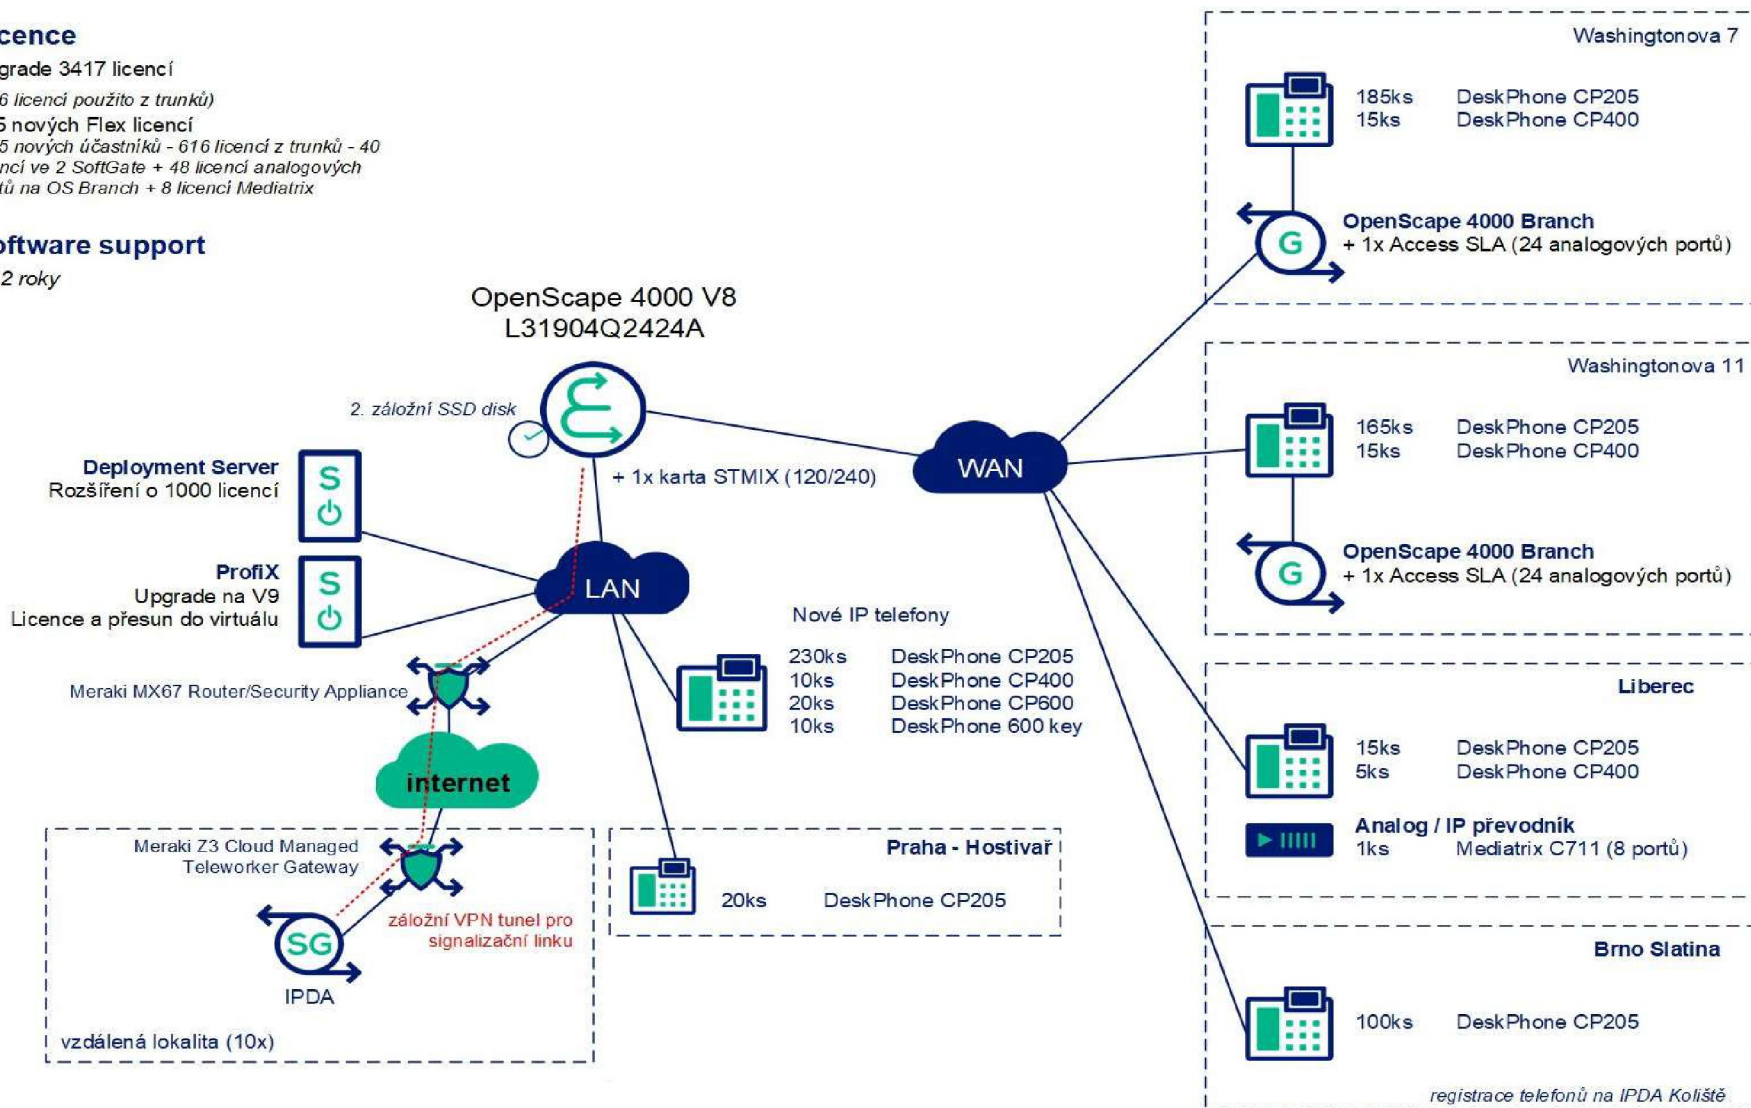 cence
grade 3417 licencí
6 licencí použito z trunků)
5 nových Flex licencí
5 nových účastníků - 616 licencí z trunků - 40
ncí ve 2 SoftGate + 48 licencí analogových
tů na OS Branch + 8 licencí Mediatrix
oftware support
2 roky
OpenScape 4000 V8
L31904Q2424A
2. záložní SSD disk
+ 1x karta STMIX (120/240)
WAN
Deployment Server
Rozšíření o 1000 licencí
S
ProfiX
Upgrade na V9
Licence a přesun do virtuálu
S
LAN
Nové IP telefony
230ks DeskPhone CP205
10ks DeskPhone CP400
20ks DeskPhone CP600
10ks DeskPhone 600 key
Meraki MX67 Router/Security Appliance
internet
Meraki Z3 Cloud Managed
Teleworker Gateway
záložní VPN tunel pro
signalizační linku
SG
IPDA
vzdálená lokalita (10x)
Praha - Hostivař
20ks DeskPhone CP205
Washingtonova 7
185ks DeskPhone CP205
15ks DeskPhone CP400
OpenScape 4000 Branch
G
+ 1x Access SLA (24 analogových portů)
Washingtonova 11
165ks DeskPhone CP205
15ks DeskPhone CP400
OpenScape 4000 Branch
G
+ 1x Access SLA (24 analogových portů)
Liberec
15ks DeskPhone CP205
5ks DeskPhone CP400
Analog / IP převodník
1ks Mediatrix C711 (8 portů)
Brno Slatina
100ks DeskPhone CP205
registrace telefonů na IPDA Koliště